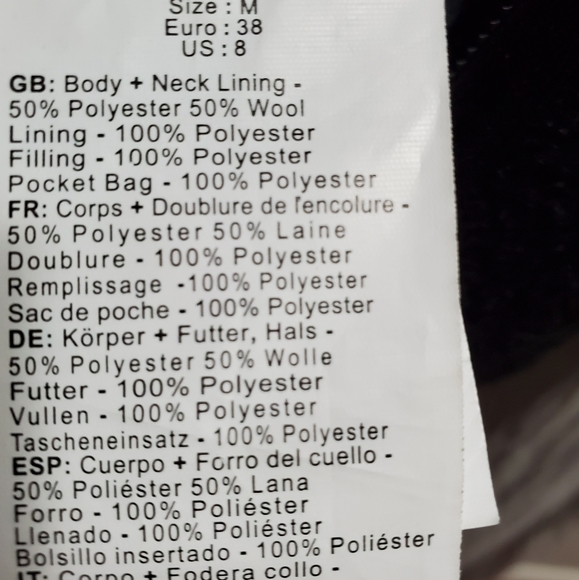 Size : M
Euro : 38
US : 8
GB: Body + Neck Lining -
50% Polyester 50% Wool
Lining - 100% Polyester
Filling - 100% Polyester
Pocket Bag - 100% Polyester
FR: Corps + Doublure de l'encolure -
50% Polyester 50% Laine
Doublure - 100% Polyester
Remplissage -100% Polyester
Sac de poche - 100% Polyester
DE: Körper + Futter, Hals -
50% Polyester 50% Wolle
Futter - 100% Polyester
Vullen - 100% Polyester
Tascheneinsatz - 100% Polyester
ESP: Cuerpo + Forro del cuello -
50% Poliéster 50% Lana
Forro - 100% Poliéster
Llenado - 100% Poliéster
Bolsillo insertado - 100% Poliéster
IT: Corpo + Fodera collo -